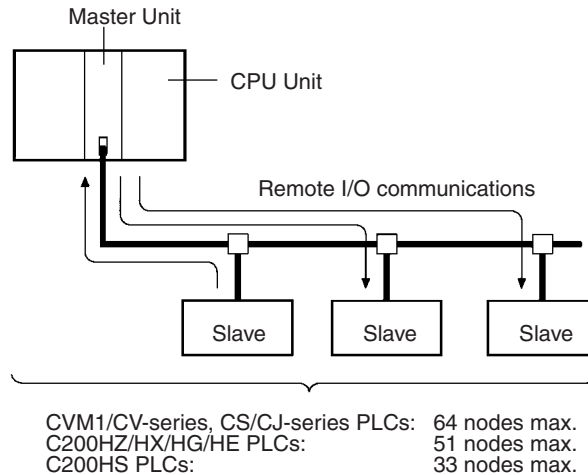 Master Unit
CPU Unit
Remote I/O communications
Slave Slave Slave
CVM1/CV-series, CS/CJ-series PLCs: 64 nodes max.
C200HZ/HX/HG/HE PLCs: 51 nodes max.
C200HS PLCs: 33 nodes max.